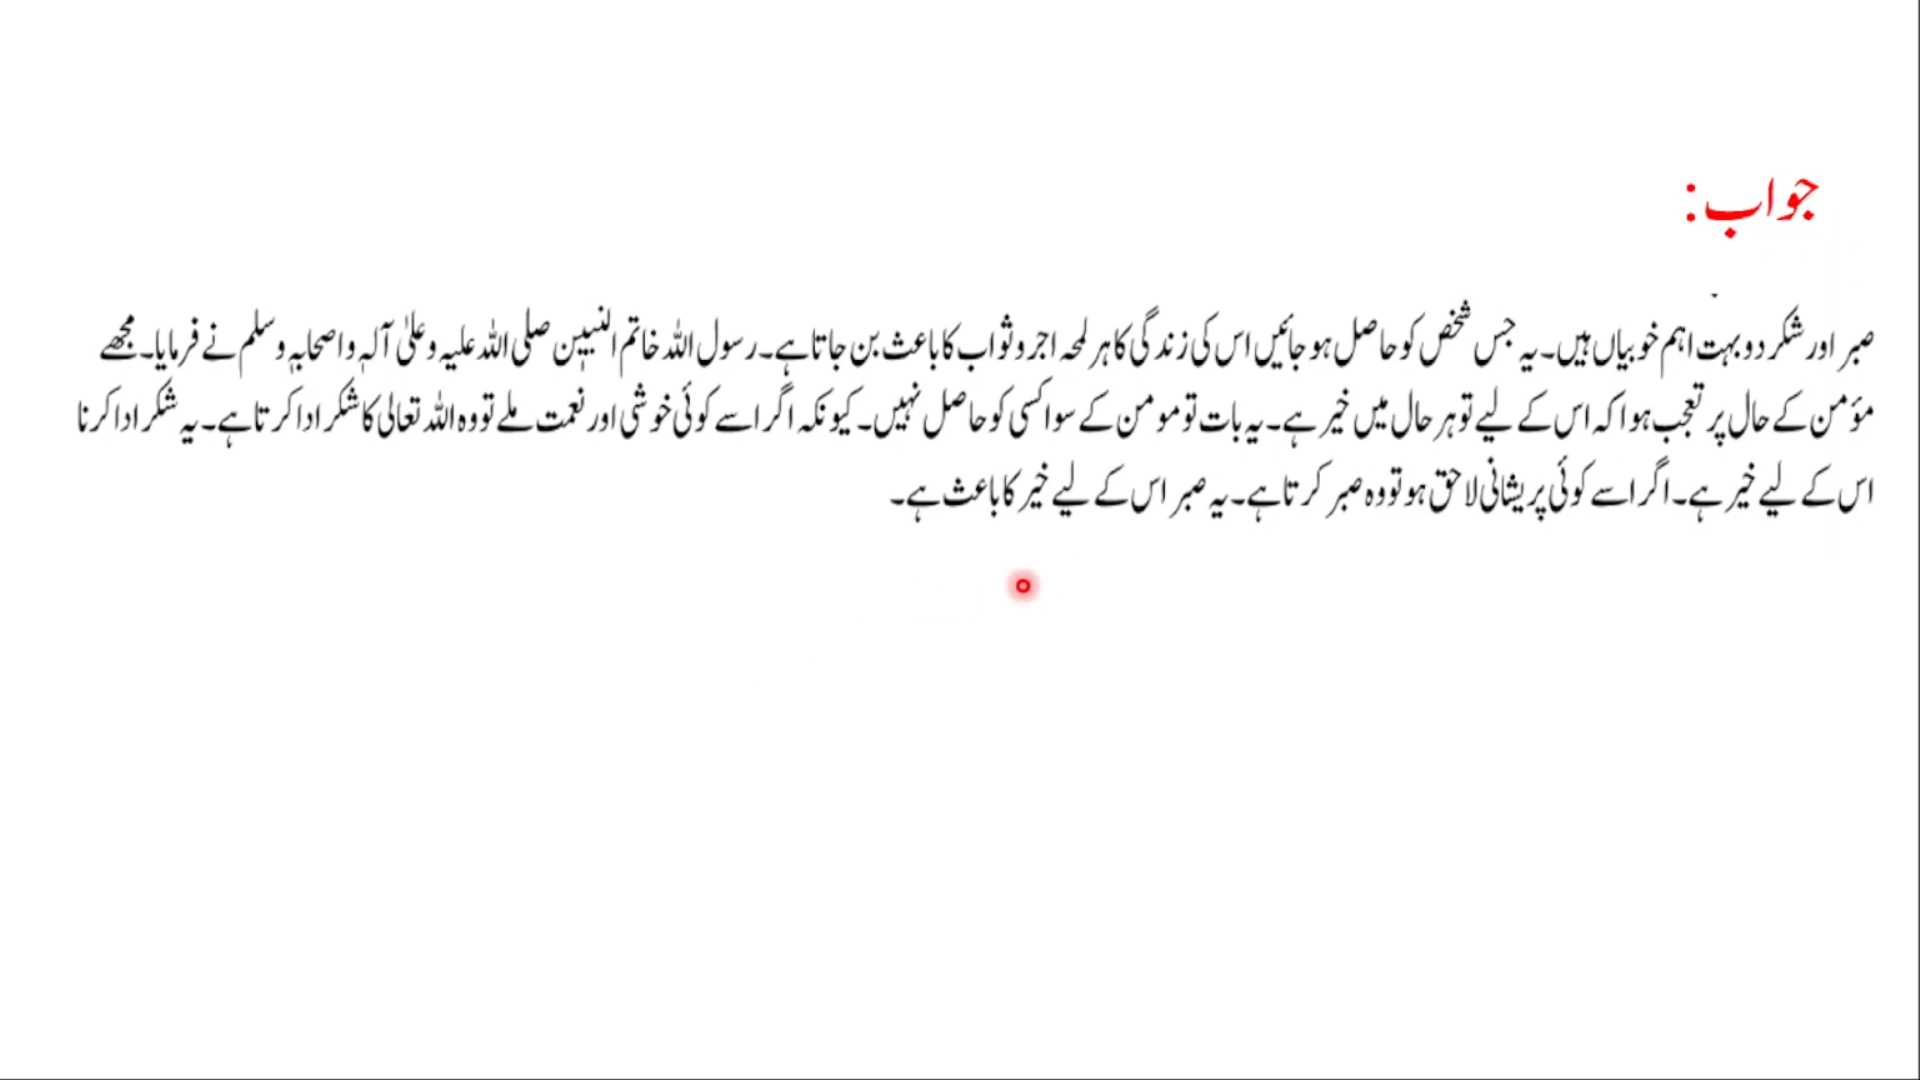 جواب:
صبر اور شکر دو بہت اہم خوبیاں ہیں۔ یہ جس شخص کو حاصل ہو جائیں اس کی زندگی کا ہر لمحہ اجر و ثواب کا باعث بن جاتا ہے۔ رسول اللہ خاتم النبیین صلی اللہ علیہ وعلیٰ آلہٖ واصحابہٖ وسلم نے فرمایا۔ مجھے
مؤمن کے حال پر تعجب ہوا کہ اس کے لیے تو ہر حال میں خیر ہے۔ یہ بات تو مومن کے سوا کسی کو حاصل نہیں۔ کیونکہ اگر اسے کوئی خوشی اور نعمت ملے تو وہ اللہ تعالیٰ کا شکر ادا کرتا ہے۔ یہ شکر ادا کرنا
اس کے لیے خیر ہے۔ اگر اسے کوئی پریشانی لاحق ہو تو وہ صبر کرتا ہے۔ یہ صبر اس کے لیے خیر کا باعث ہے۔